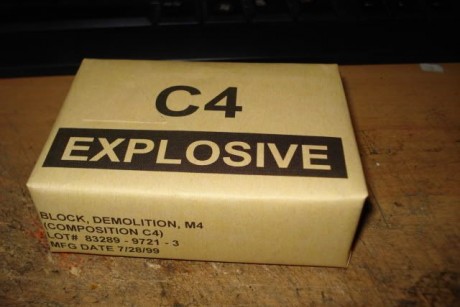 C4
EXPLOSIVE
BLOCK, DEMOLITION, M4
(COMPOSITION C4)
LOT# 83289 - 9721 - 3
MFG DATE 7/28/99